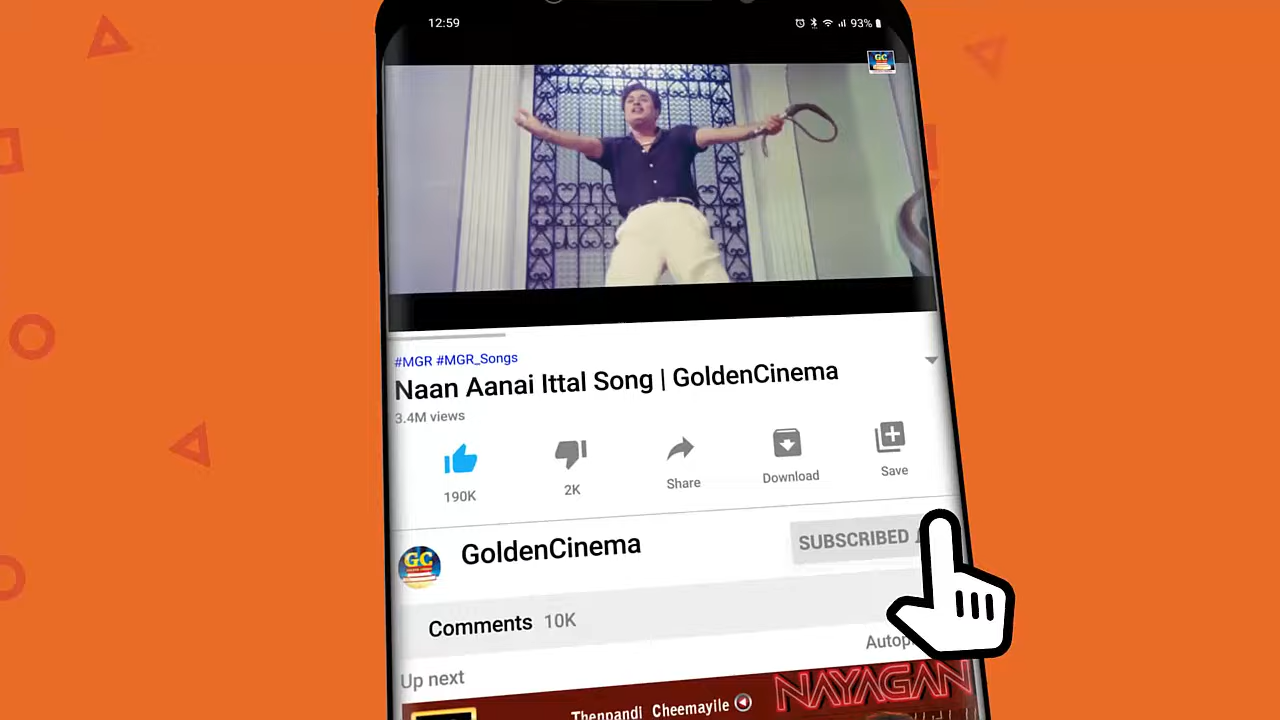 12:59
93%
GC
#MGR #MGR_Songs
Naan Aanai Ittal Song | GoldenCinema
3.4M views
190K
2K
Share
Download
Save
GC
GoldenCinema
SUBSCRIBED
Comments 10K
Up next
Thenpandi Cheemayile
NAYAGAN